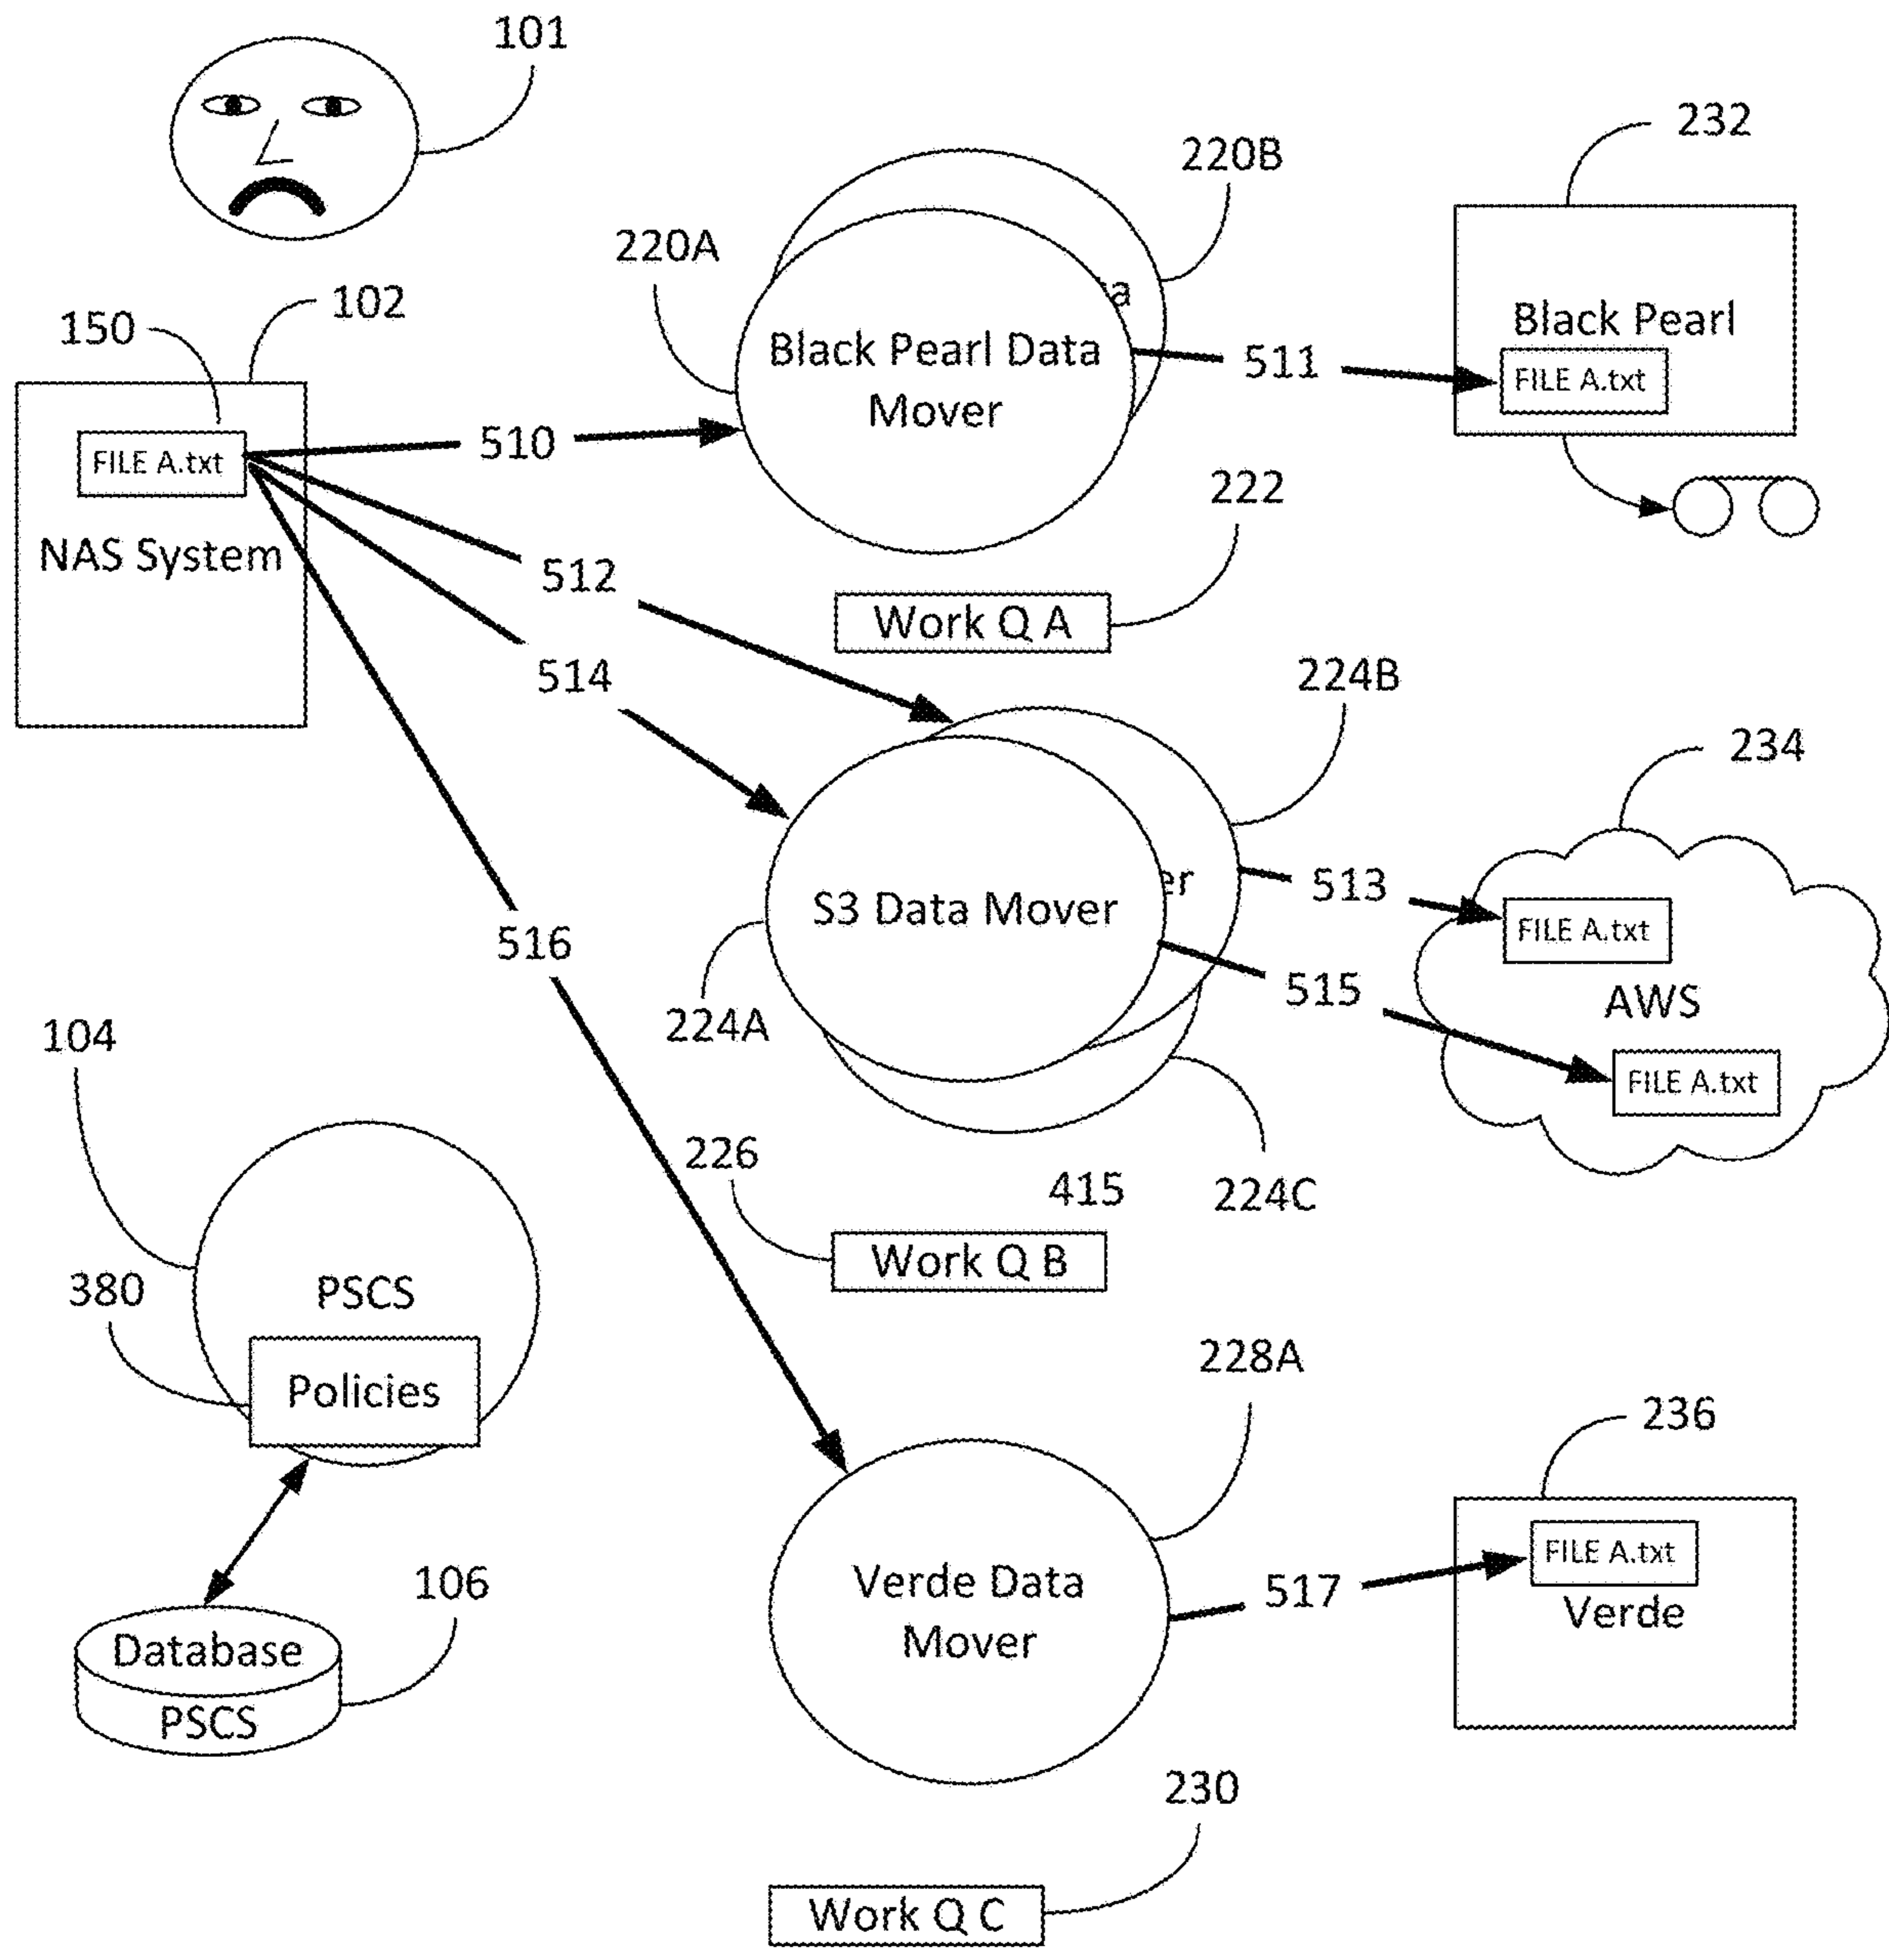 101
232
220B
220A
102
150
Black Pearl
a
Black Pearl Data
Mover
511
FILE A.txt
510
FILE A.txt
222
NAS System
512
Work Q A
514
224B
234
513
er
S3 Data Mover
FILE A.txt
516
515
AWS
224A
104
FILE A.txt
226
415
224C
Work Q B
380
PSCS
228A
Policies
236
FILE A.txt
106
Verde Data
Mover
517
Verde
Database
PSCS
230
Work Q C